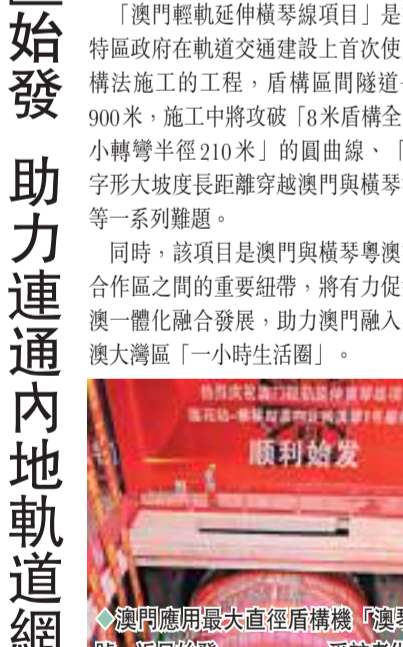 始發 助力連通內地軌道網
「澳門輕軌延伸橫琴線項目」是
特區政府在軌道交通建設上首次使
構法施工的工程，盾構區間隧道
900米，施工中將攻破「8米盾構全
小轉彎半徑210米」的圓曲線、「
字形大坡度長距離穿越澳門與橫琴
等一系列難題。
同時，該項目是澳門與橫琴粵澳
合作區之間的重要紐帶，將有力促
澳一體化融合發展，助力澳門融入
澳大灣區「一小時生活圈」。
顺利始发
◆澳門應用最大直徑盾構機「澳琴